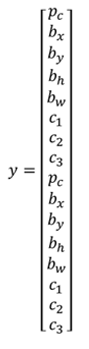 p_c
b_x
b_y
b_h
b_w
c_1
c_2
c_3
y = p_c
b_x
b_y
b_h
b_w
c_1
c_2
c_3